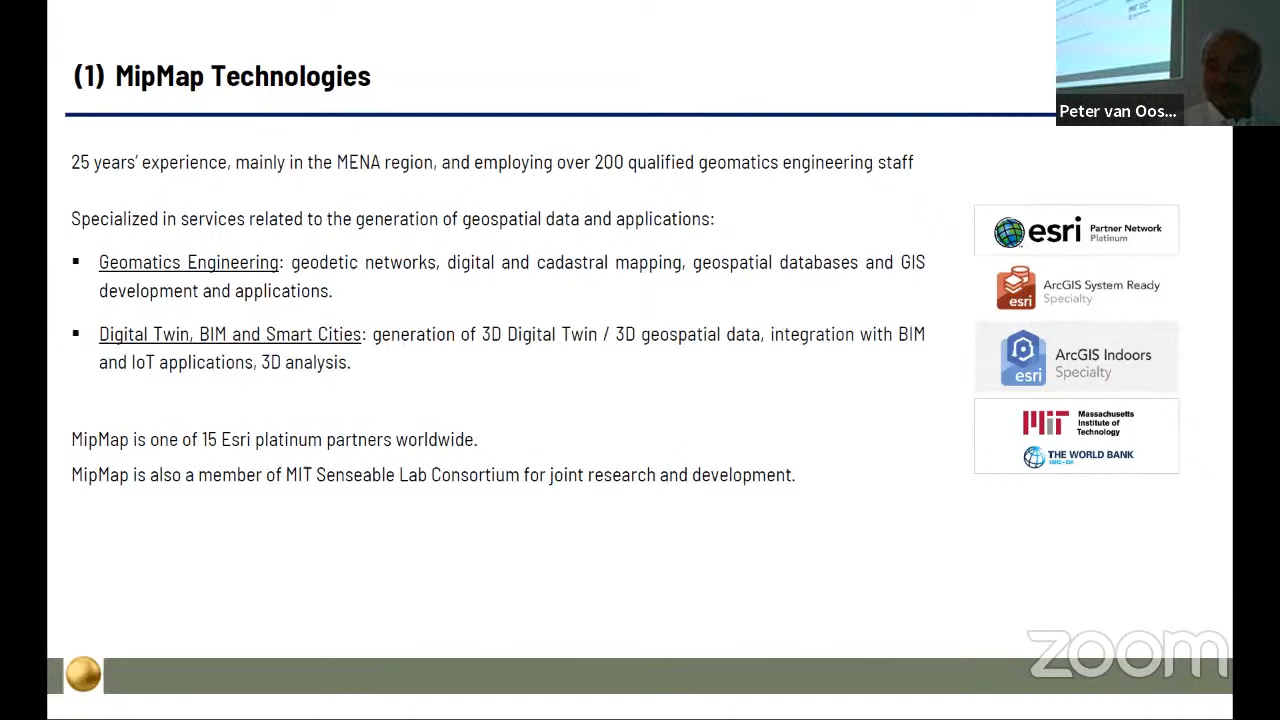 (1) MipMap Technologies
Peter van Oos...
25 years' experience, mainly in the MENA region, and employing over 200 qualified geomatics engineering staff
Specialized in services related to the generation of geospatial data and applications:
▪ Geomatics Engineering: geodetic networks, digital and cadastral mapping, geospatial databases and GIS
development and applications.
▪ Digital Twin, BIM and Smart Cities: generation of 3D Digital Twin / 3D geospatial data, integration with BIM
and IoT applications, 3D analysis.
MipMap is one of 15 Esri platinum partners worldwide.
MipMap is also a member of MIT Senseable Lab Consortium for joint research and development.
esri Partner Network
Platinum
esri ArcGIS System Ready
Specialty
esri ArcGIS Indoors
Specialty
MIT Massachusetts
Institute of
Technology
THE WORLD BANK
IBRD • IDA
zoom